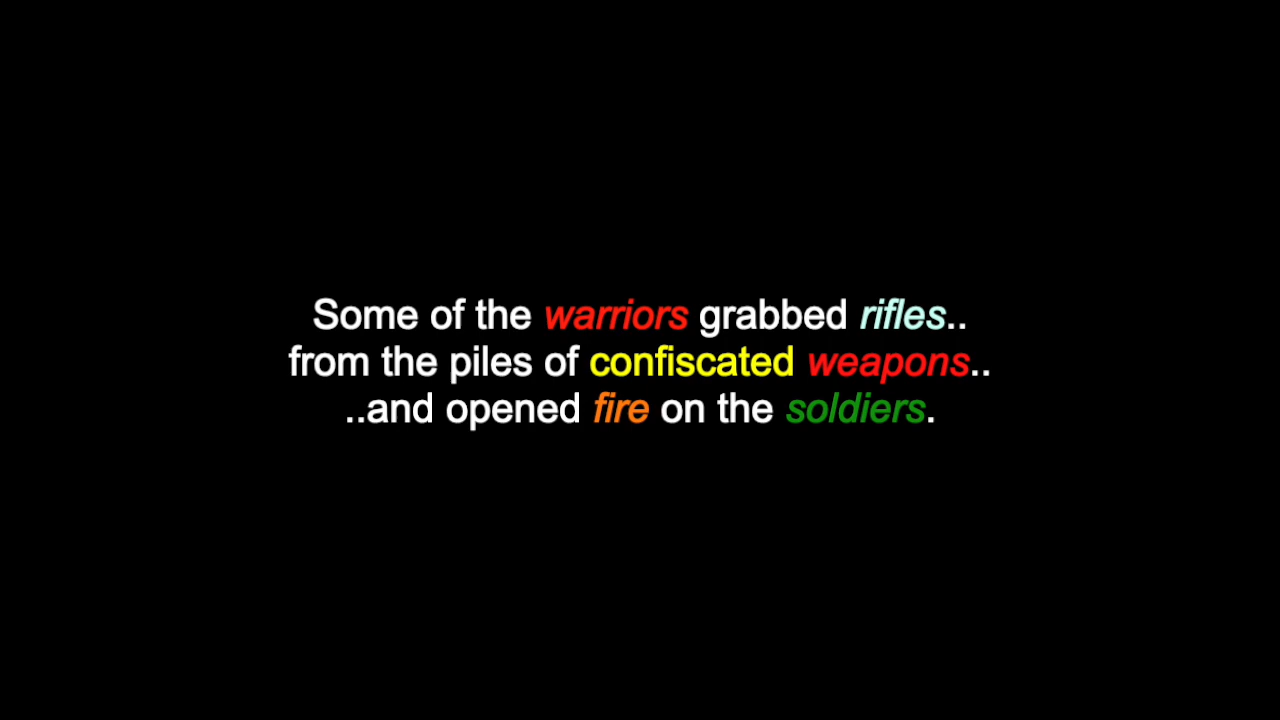 Some of the warriors grabbed rifles..
from the piles of confiscated weapons..
..and opened fire on the soldiers.